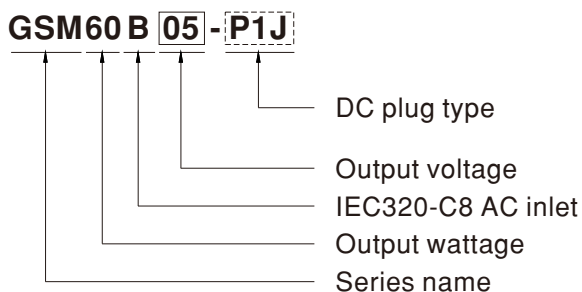 GSM60B05-P1J
DC plug type
Output voltage
IEC320-C8 AC inlet
Output wattage
Series name